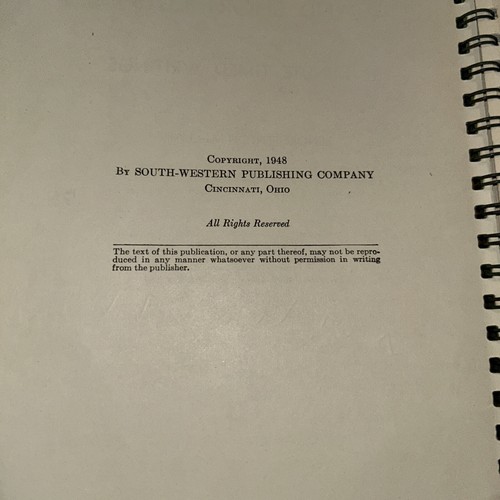 Copyright, 1948
By SOUTH-WESTERN PUBLISHING COMPANY
Cincinnati, Ohio
All Rights Reserved
The text of this publication, or any part thereof, may not be repro-
duced in any manner whatsoever without permission in writing
from the publisher.